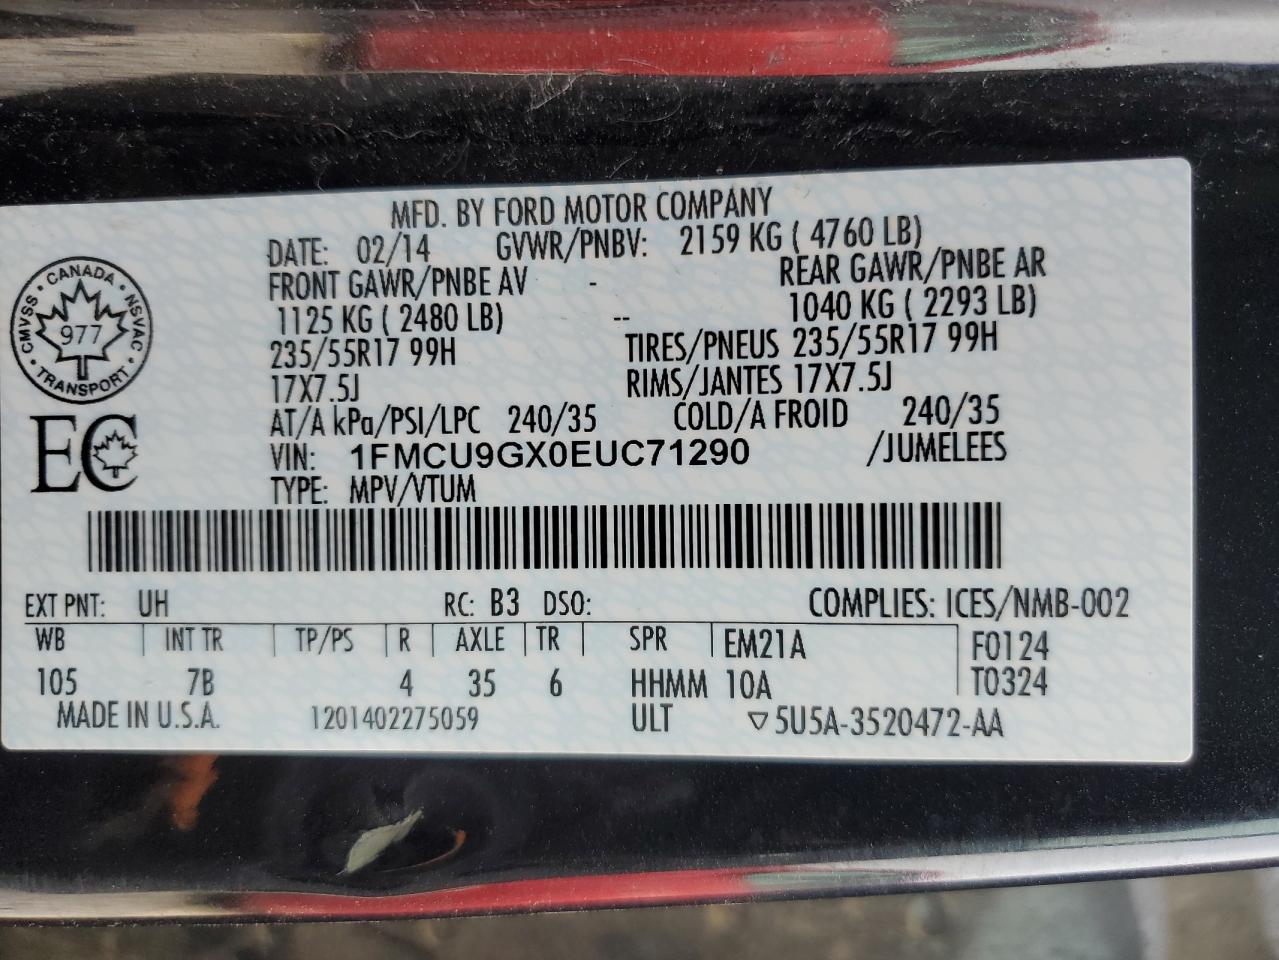 MFD. BY FORD MOTOR COMPANY
DATE: 02/14 GVWR/PNBV: 2159 KG ( 4760 LB)
FRONT GAWR/PNBE AV - REAR GAWR/PNBE AR
1125 KG ( 2480 LB) -- 1040 KG ( 2293 LB)
235/55R17 99H TIRES/PNEUS 235/55R17 99H
17X7.5J RIMS/JANTES 17X7.5J
AT/A kPa/PSI/LPC 240/35 COLD/A FROID 240/35
VIN: 1FMCU9GX0EUC71290 /JUMELEES
TYPE: MPV/VTUM
CMVSS · CANADA · NSVAC · TRANSPORT ·
977
EC
EXT PNT: UH RC: B3 DSO: COMPLIES: ICES/NMB-002
WB INT TR TP/PS R AXLE TR SPR EM21A F0124
105 7B 4 35 6 HHMM 10A T0324
MADE IN U.S.A. 1201402275059 ULT ▽5U5A-3520472-AA